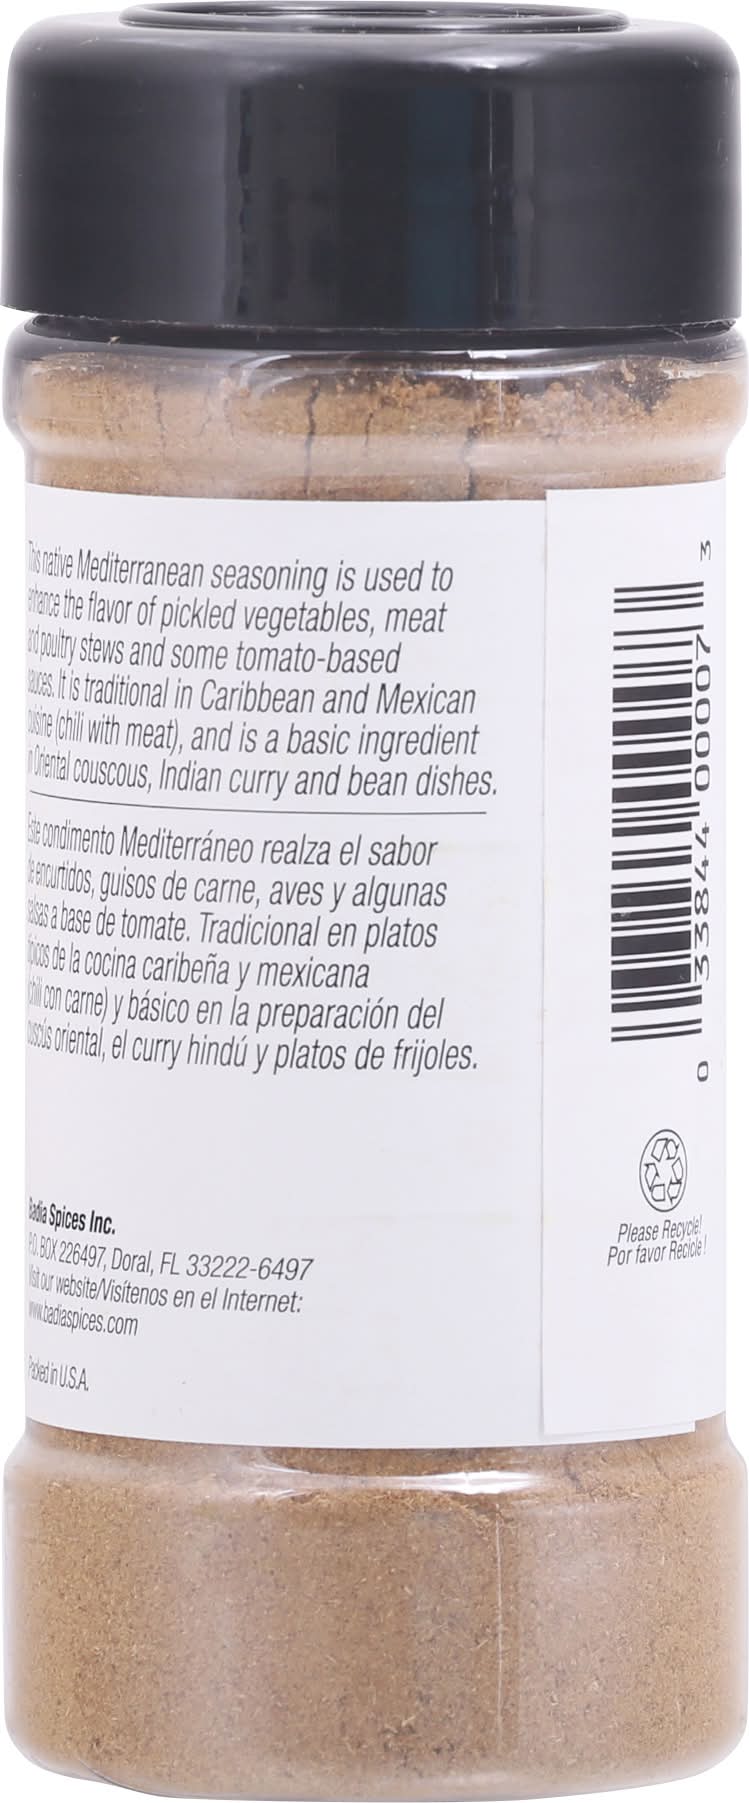 This native Mediterranean seasoning is used to
enhance the flavor of pickled vegetables, meat
and poultry stews and some tomato-based
sauces. It is traditional in Caribbean and Mexican
cuisine (chili with meat), and is a basic ingredient
in Oriental couscous, Indian curry and bean dishes.
Este condimento Mediterráneo realza el sabor
de encurtidos, guisos de carne, aves y algunas
salsas a base de tomate. Tradicional en platos
típicos de la cocina caribeña y mexicana
(chili con carne) y básico en la preparación del
cuscús oriental, el curry hindú y platos de frijoles.
Badia Spices Inc.
P.O. BOX 226497, Doral, FL 33222-6497
Visit our website/Visítenos en el Internet:
www.badiaspices.com
Packed in U.S.A.
0 33844 00007 3
Please Recycle!
Por favor Recicle!